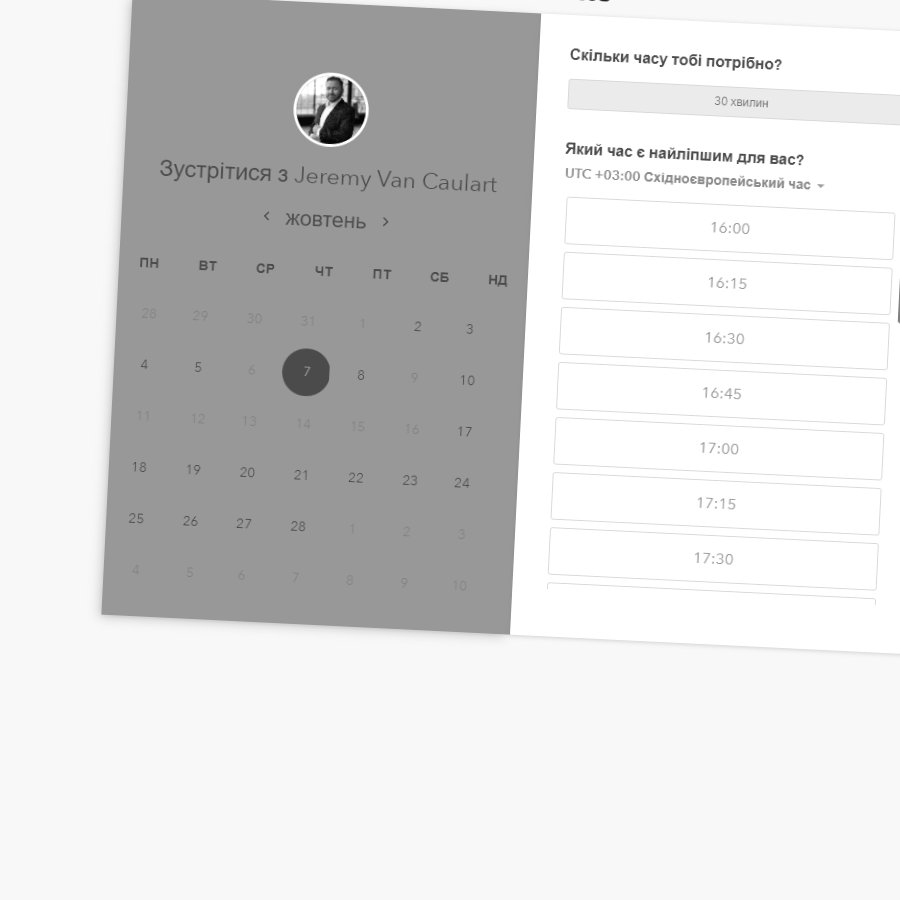 Зустрітися з Jeremy Van Caulart
жовтень
ПН ВТ СР ЧТ ПТ СБ НД
28 29 30 31 1 2 3
4 5 6 7 8 9 10
11 12 13 14 15 16 17
18 19 20 21 22 23 24
25 26 27 28 1 2 3
4 5 6 7 8 9 10
Скільки часу тобі потрібно?
30 хвилин
Який час є найліпшим для вас?
UTC +03:00 Східноєвропейський час
16:00
16:15
16:30
16:45
17:00
17:15
17:30